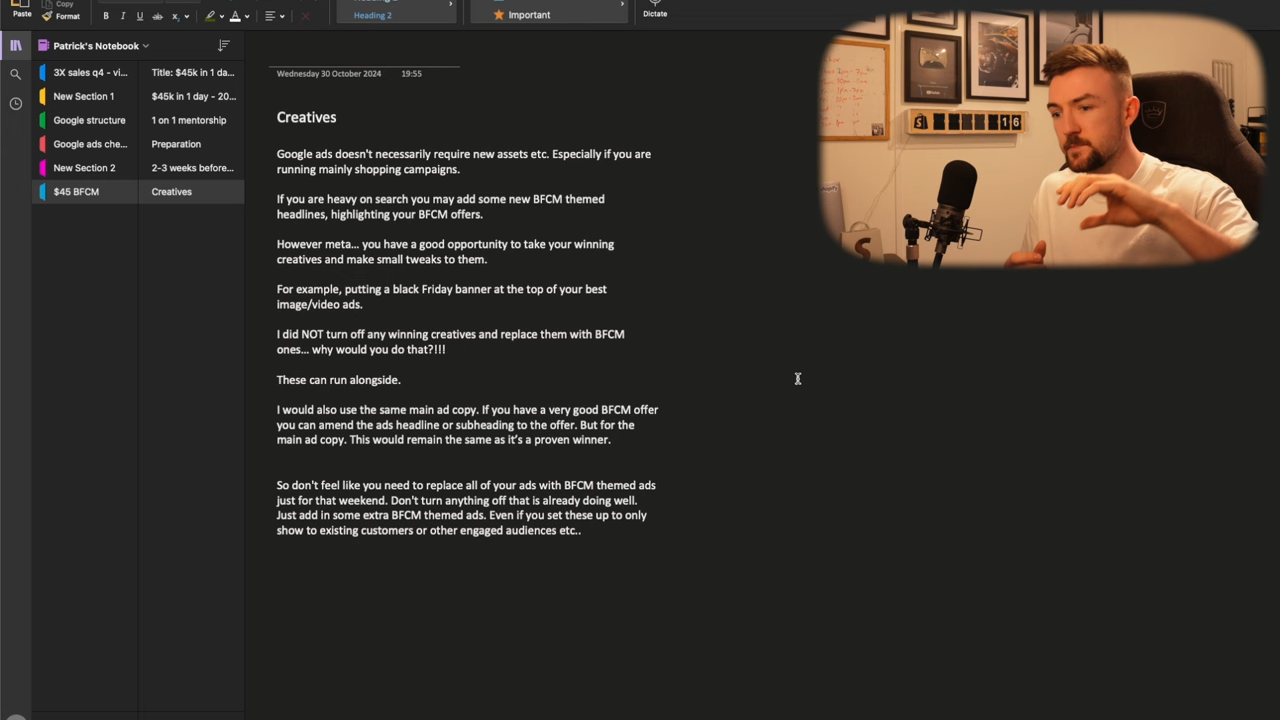 Copy
Paste
Format
B I U ab x
A
Heading 2
Important
Dictate
Patrick's Notebook
3X sales q4 - vi...
Title: $45k in 1 da...
New Section 1
$45k in 1 day - 20...
Google structure
1 on 1 mentorship
Google ads che...
Preparation
New Section 2
2-3 weeks before...
$45 BFCM
Creatives
Wednesday 30 October 2024 19:55
Creatives
Google ads doesn't necessarily require new assets etc. Especially if you are
running mainly shopping campaigns.
If you are heavy on search you may add some new BFCM themed
headlines, highlighting your BFCM offers.
However meta... you have a good opportunity to take your winning
creatives and make small tweaks to them.
For example, putting a black Friday banner at the top of your best
image/video ads.
I did NOT turn off any winning creatives and replace them with BFCM
ones... why would you do that?!!!
These can run alongside.
I would also use the same main ad copy. If you have a very good BFCM offer
you can amend the ads headline or subheading to the offer. But for the
main ad copy. This would remain the same as it's a proven winner.
So don't feel like you need to replace all of your ads with BFCM themed ads
just for that weekend. Don't turn anything off that is already doing well.
Just add in some extra BFCM themed ads. Even if you set these up to only
show to existing customers or other engaged audiences etc..
16